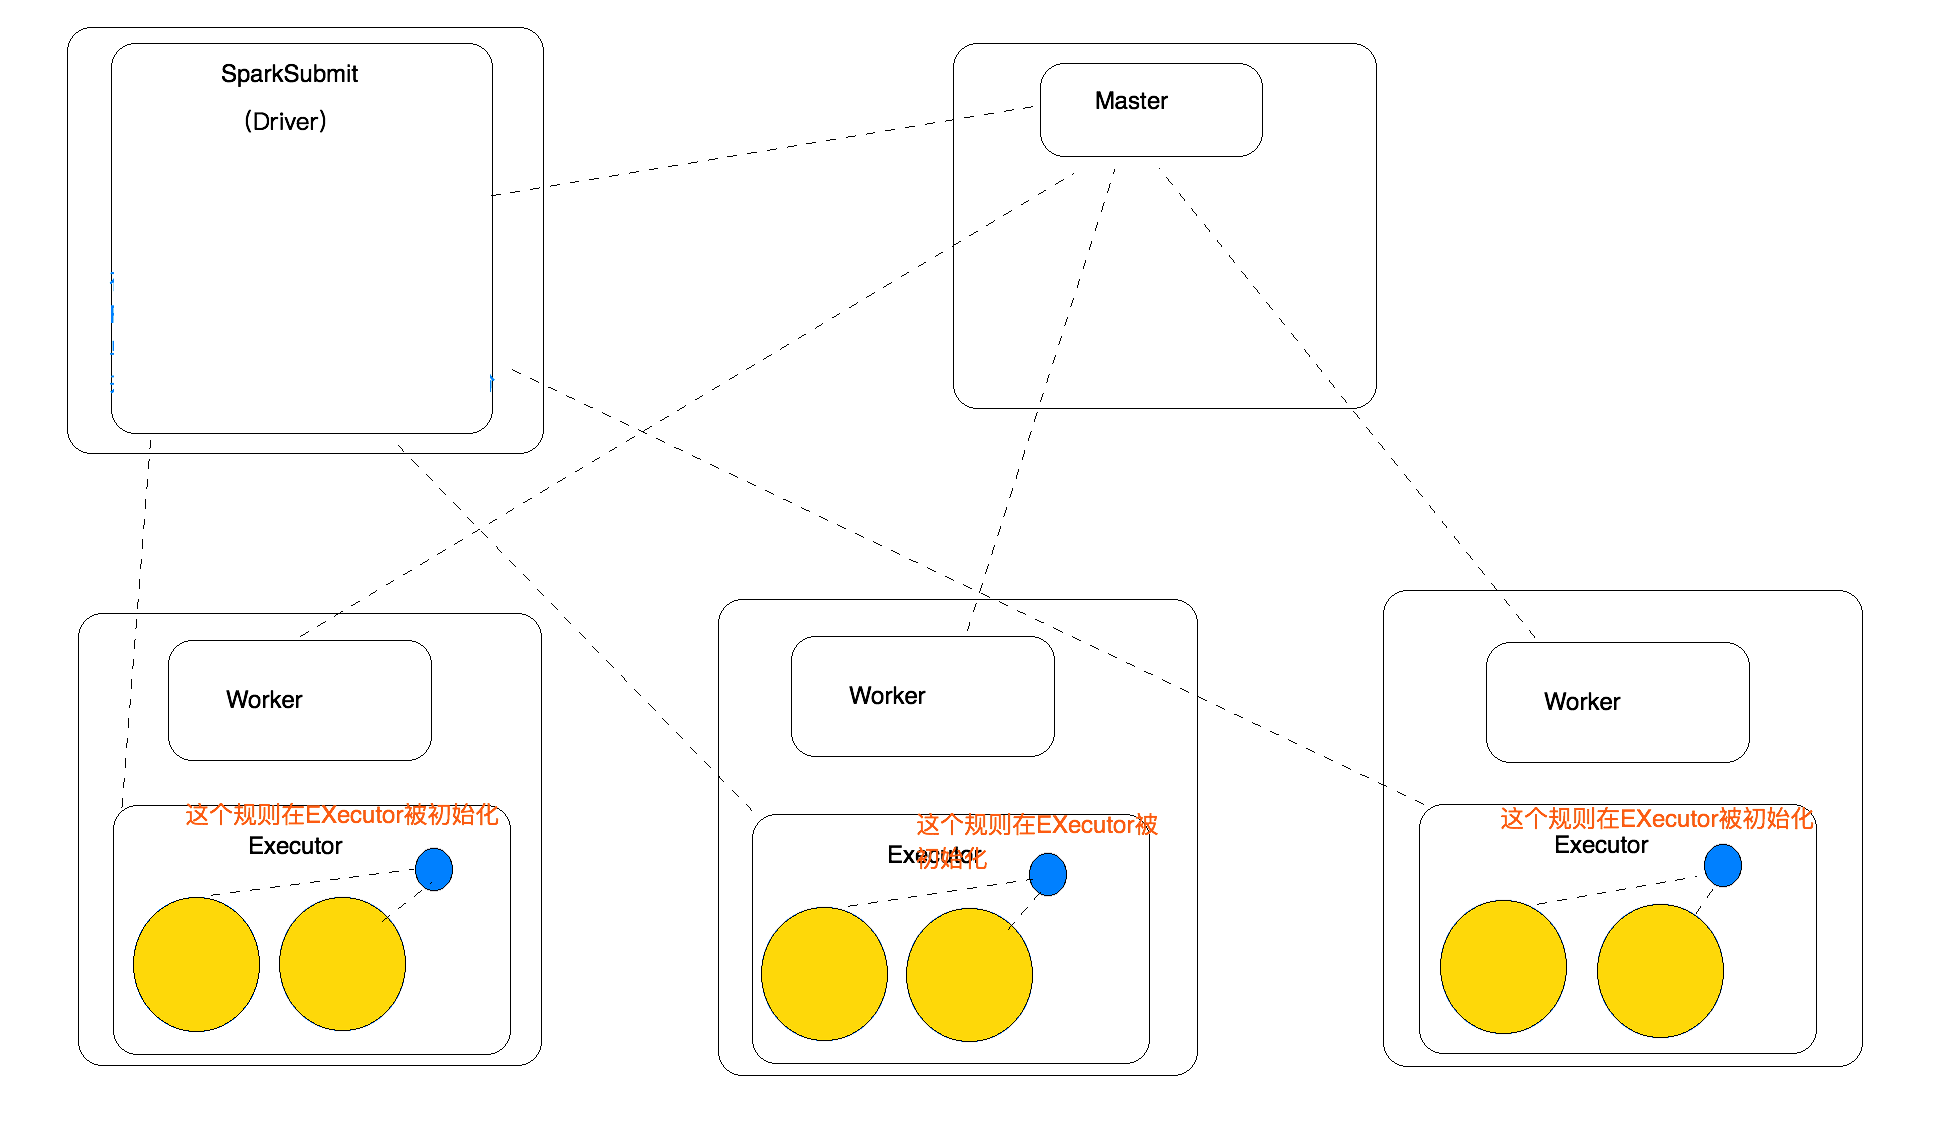 SparkSubmit
（Driver）
Master
Worker
Worker
Worker
这个规则在EXecutor被初始化
Executor
这个规则在EXecutor被
初始化
Executor
这个规则在EXecutor被初始化
Executor